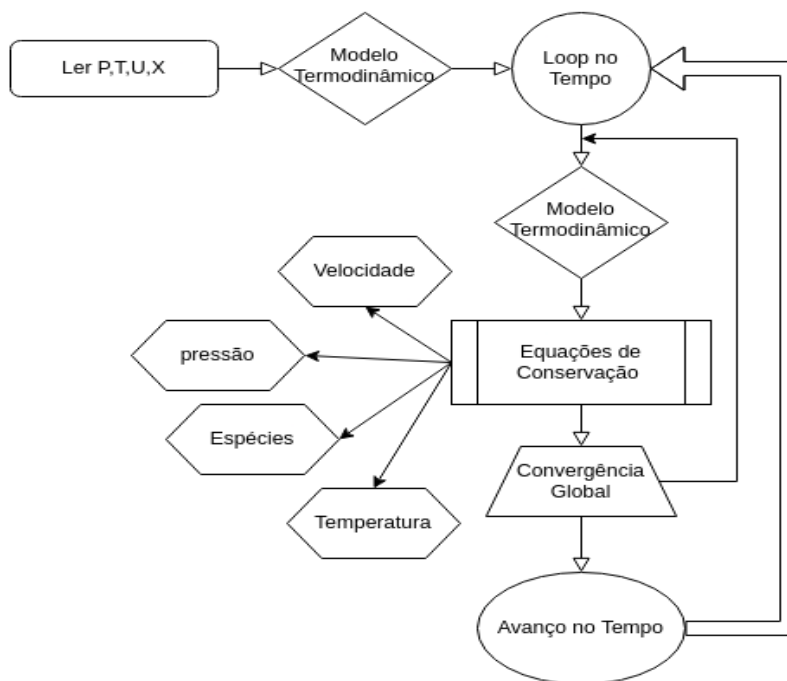 Ler P,T,U,X
Modelo
Termodinâmico
Loop no
Tempo
Modelo
Termodinâmico
Velocidade
pressão
Espécies
Temperatura
Equações de
Conservação
Convergência
Global
Avanço no Tempo